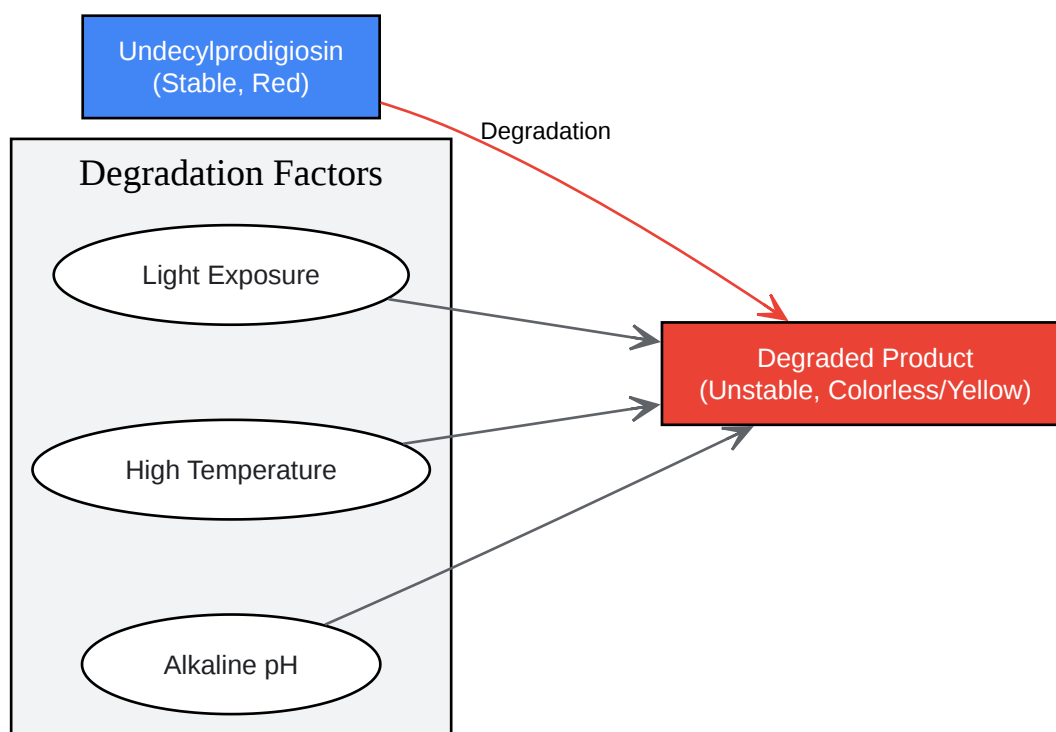 Undecylprodigiosin
(Stable, Red)
Degradation
Degradation Factors
Light Exposure
Degraded Product
(Unstable, Colorless/Yellow)
High Temperature
Alkaline pH